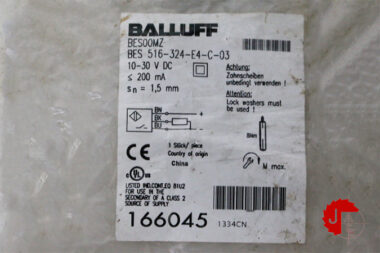 BALLUFF
BES00MZ
BES 516-324-E4-C-03
10-30 V DC
≤ 200 mA
sn = 1,5 mm
Achtung:
Zahnscheiben
unbedingt verwenden !
Attention:
Lock washers must
be used !
BN
BK
BU
1 Stück/ piece
Country of origin
China
M max.
CE
LISTED IND.CONT.EQ 81U2
FOR USE IN THE
SECONDARY OF A CLASS 2
SOURCE OF SUPPLY
166045
1334CN